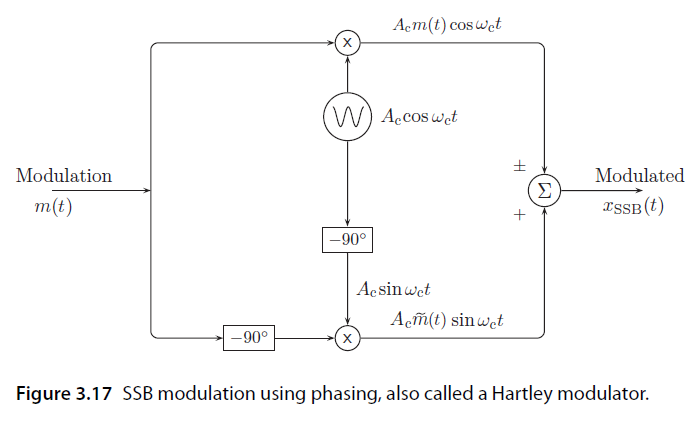 A_c m(t) cos ω_c t
X
A_c cos ω_c t
Modulation
m(t)
±
Σ
+
Modulated
x_SSB(t)
−90°
A_c sin ω_c t
A_c m̃(t) sin ω_c t
−90°
X
Figure 3.17 SSB modulation using phasing, also called a Hartley modulator.